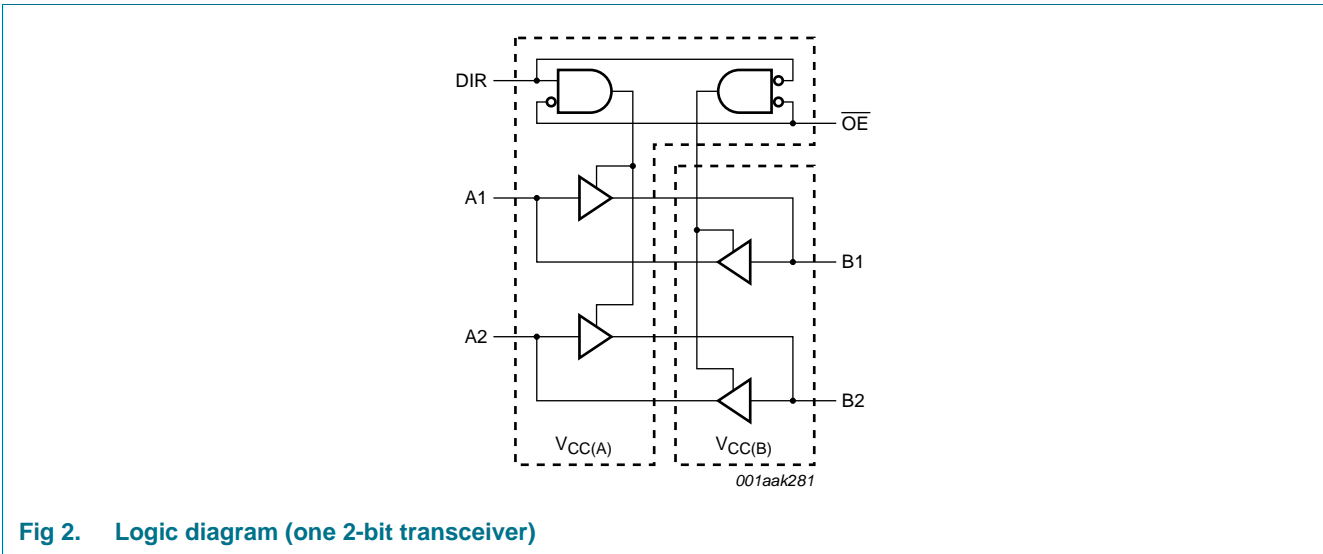 DIR
OE
A1
B1
A2
B2
VCC(A)
VCC(B)
001aak281
Fig 2. Logic diagram (one 2-bit transceiver)